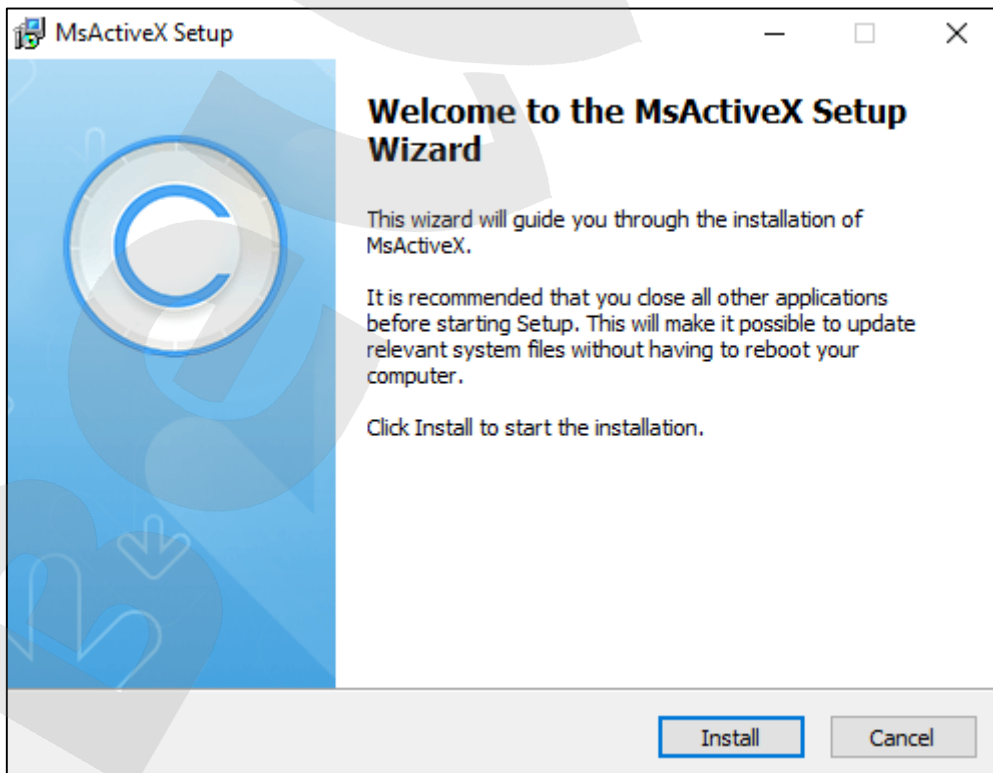 MsActiveX Setup
Welcome to the MsActiveX Setup
Wizard
This wizard will guide you through the installation of
MsActiveX.
It is recommended that you close all other applications
before starting Setup. This will make it possible to update
relevant system files without having to reboot your
computer.
Click Install to start the installation.
Install
Cancel